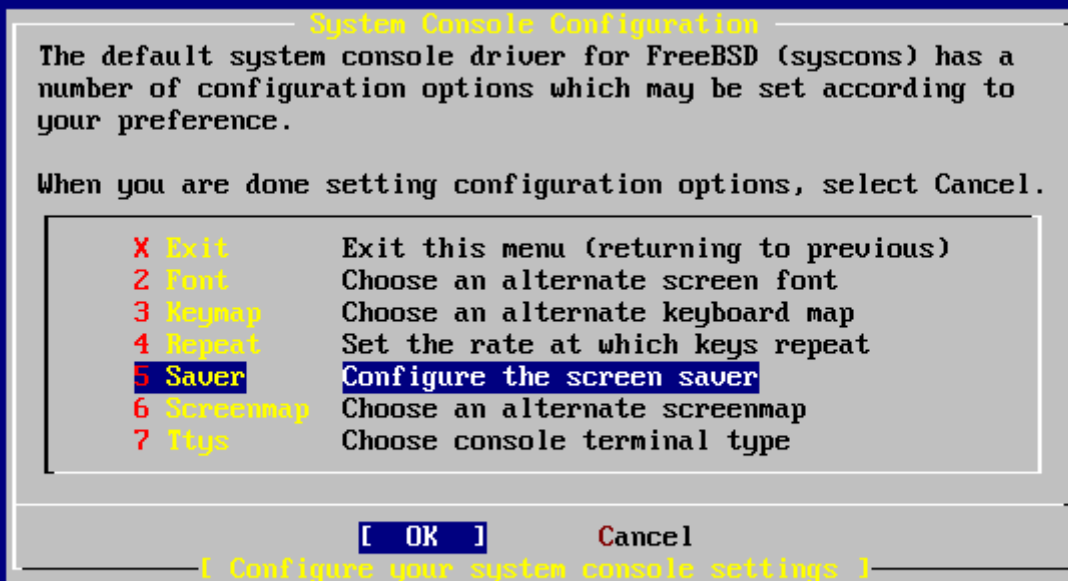 System Console Configuration
The default system console driver for FreeBSD (syscons) has a
number of configuration options which may be set according to
your preference.
When you are done setting configuration options, select Cancel.
X Exit Exit this menu (returning to previous)
2 Font Choose an alternate screen font
3 Keymap Choose an alternate keyboard map
4 Repeat Set the rate at which keys repeat
5 Saver Configure the screen saver
6 Screenmap Choose an alternate screenmap
7 Ttys Choose console terminal type
[ OK ] Cancel
[ Configure your system console settings ]